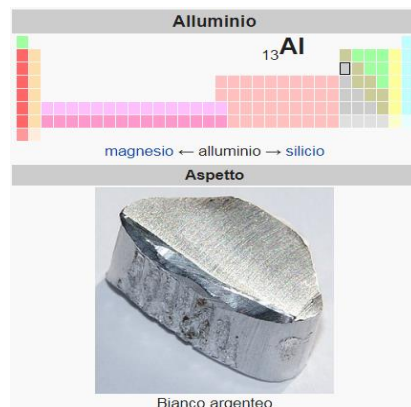 Alluminio
13Al
magnesio ← alluminio → silicio
Aspetto
Bianco argenteo